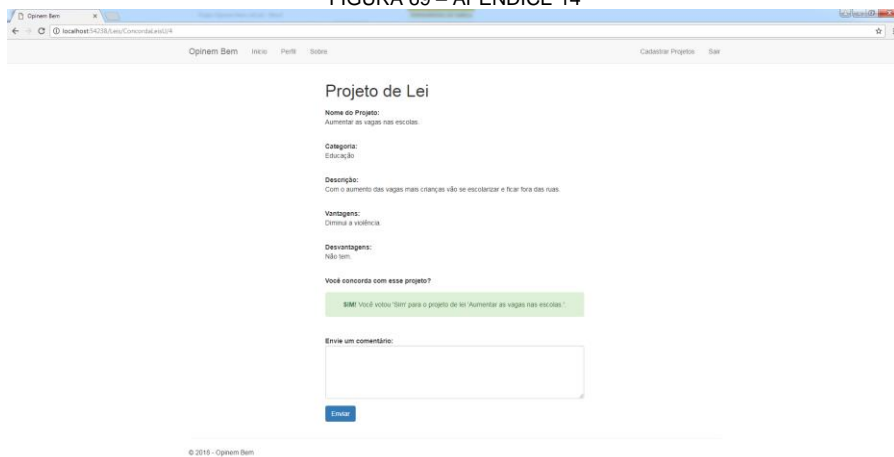 FIGURA 69 – APÊNDICE 14
Opinem Bem
localhost:54238/Leis/ConcordaLeisU/4
Opinem Bem Início Perfil Sobre Cadastrar Projetos Sair
Projeto de Lei
Nome do Projeto:
Aumentar as vagas nas escolas.
Categoria:
Educação
Descrição:
Com o aumento das vagas mais crianças vão se escolarizar e ficar fora das ruas.
Vantagens:
Diminui a violência.
Desvantagens:
Não tem.
Você concorda com esse projeto?
SIM! Você votou 'Sim' para o projeto de lei 'Aumentar as vagas nas escolas.'.
Envie um comentário:
Enviar
© 2016 - Opinem Bem